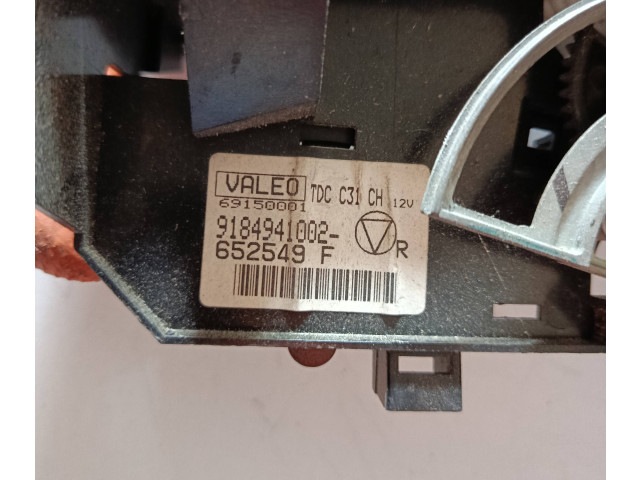 VALEO TDC C31 CH 12V
69150001
9184941002-
652549 F
R